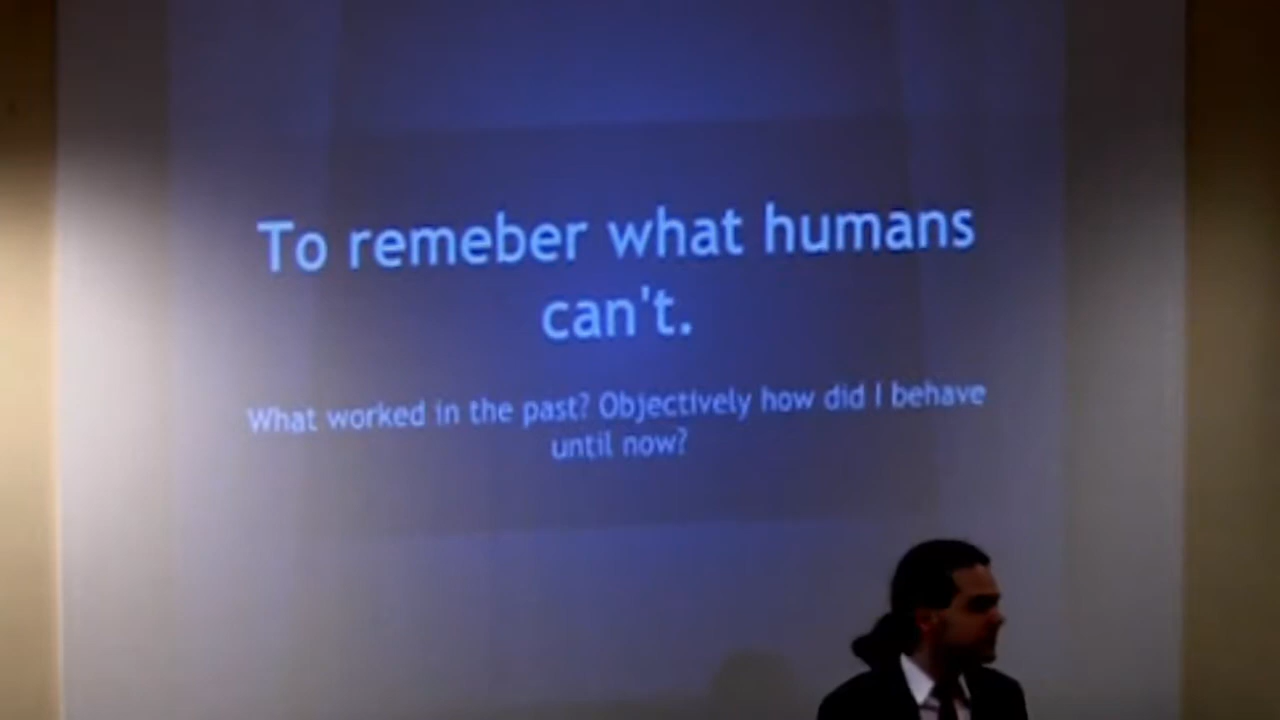 To remeber what humans
can't.
What worked in the past? Objectively how did I behave
until now?